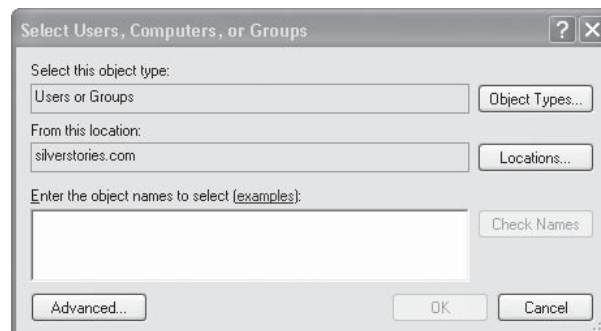 Select Users, Computers, or Groups
Select this object type:
Users or Groups
Object Types...
From this location:
silverstories.com
Locations...
Enter the object names to select (examples):
Check Names
Advanced...
OK
Cancel